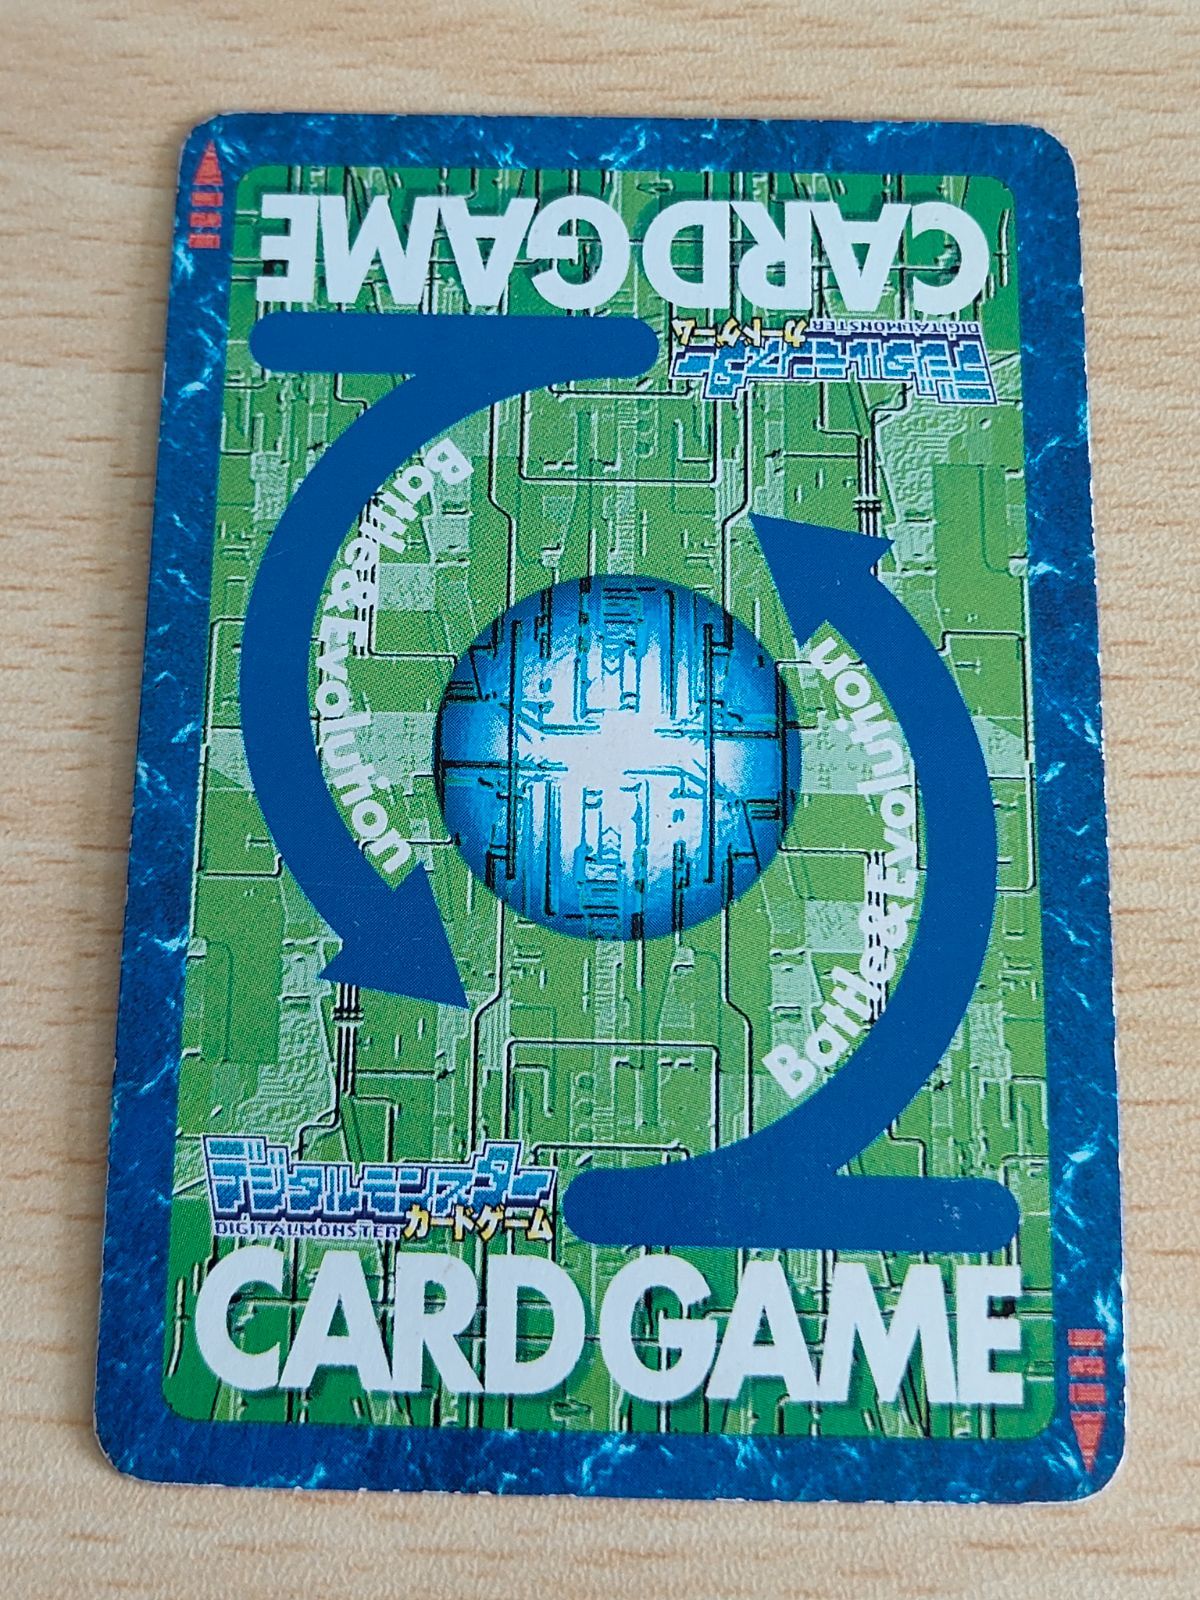 CARD GAME
カードゲーム
DIGITALMONSTER
デジタルモンスター
Battle & Evolution
Battle & Evolution
デジタルモンスター
DIGITALMONSTER カードゲーム
CARD GAME